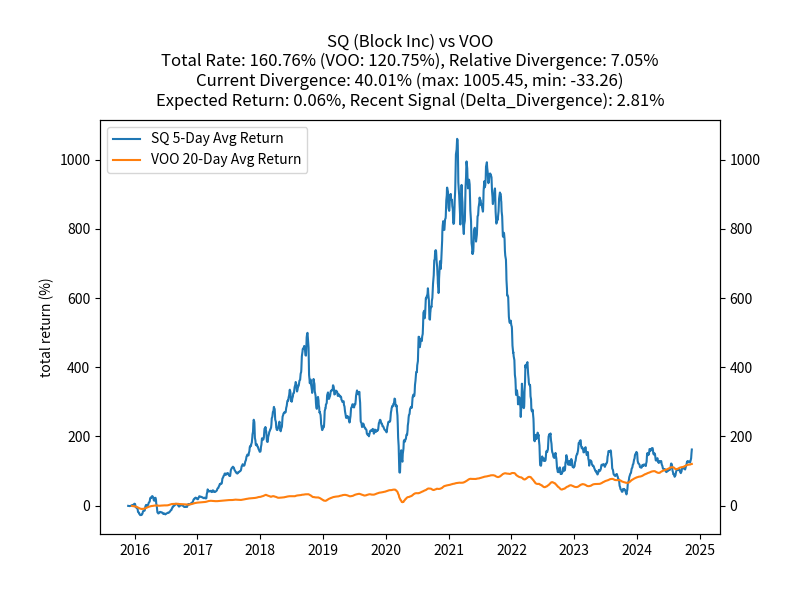 SQ (Block Inc) vs VOO
Total Rate: 160.76% (VOO: 120.75%), Relative Divergence: 7.05%
Current Divergence: 40.01% (max: 1005.45, min: -33.26)
Expected Return: 0.06%, Recent Signal (Delta_Divergence): 2.81%
SQ 5-Day Avg Return
VOO 20-Day Avg Return
total return (%)
1000 1000
800 800
600 600
400 400
200 200
0 0
2016 2017 2018 2019 2020 2021 2022 2023 2024 2025